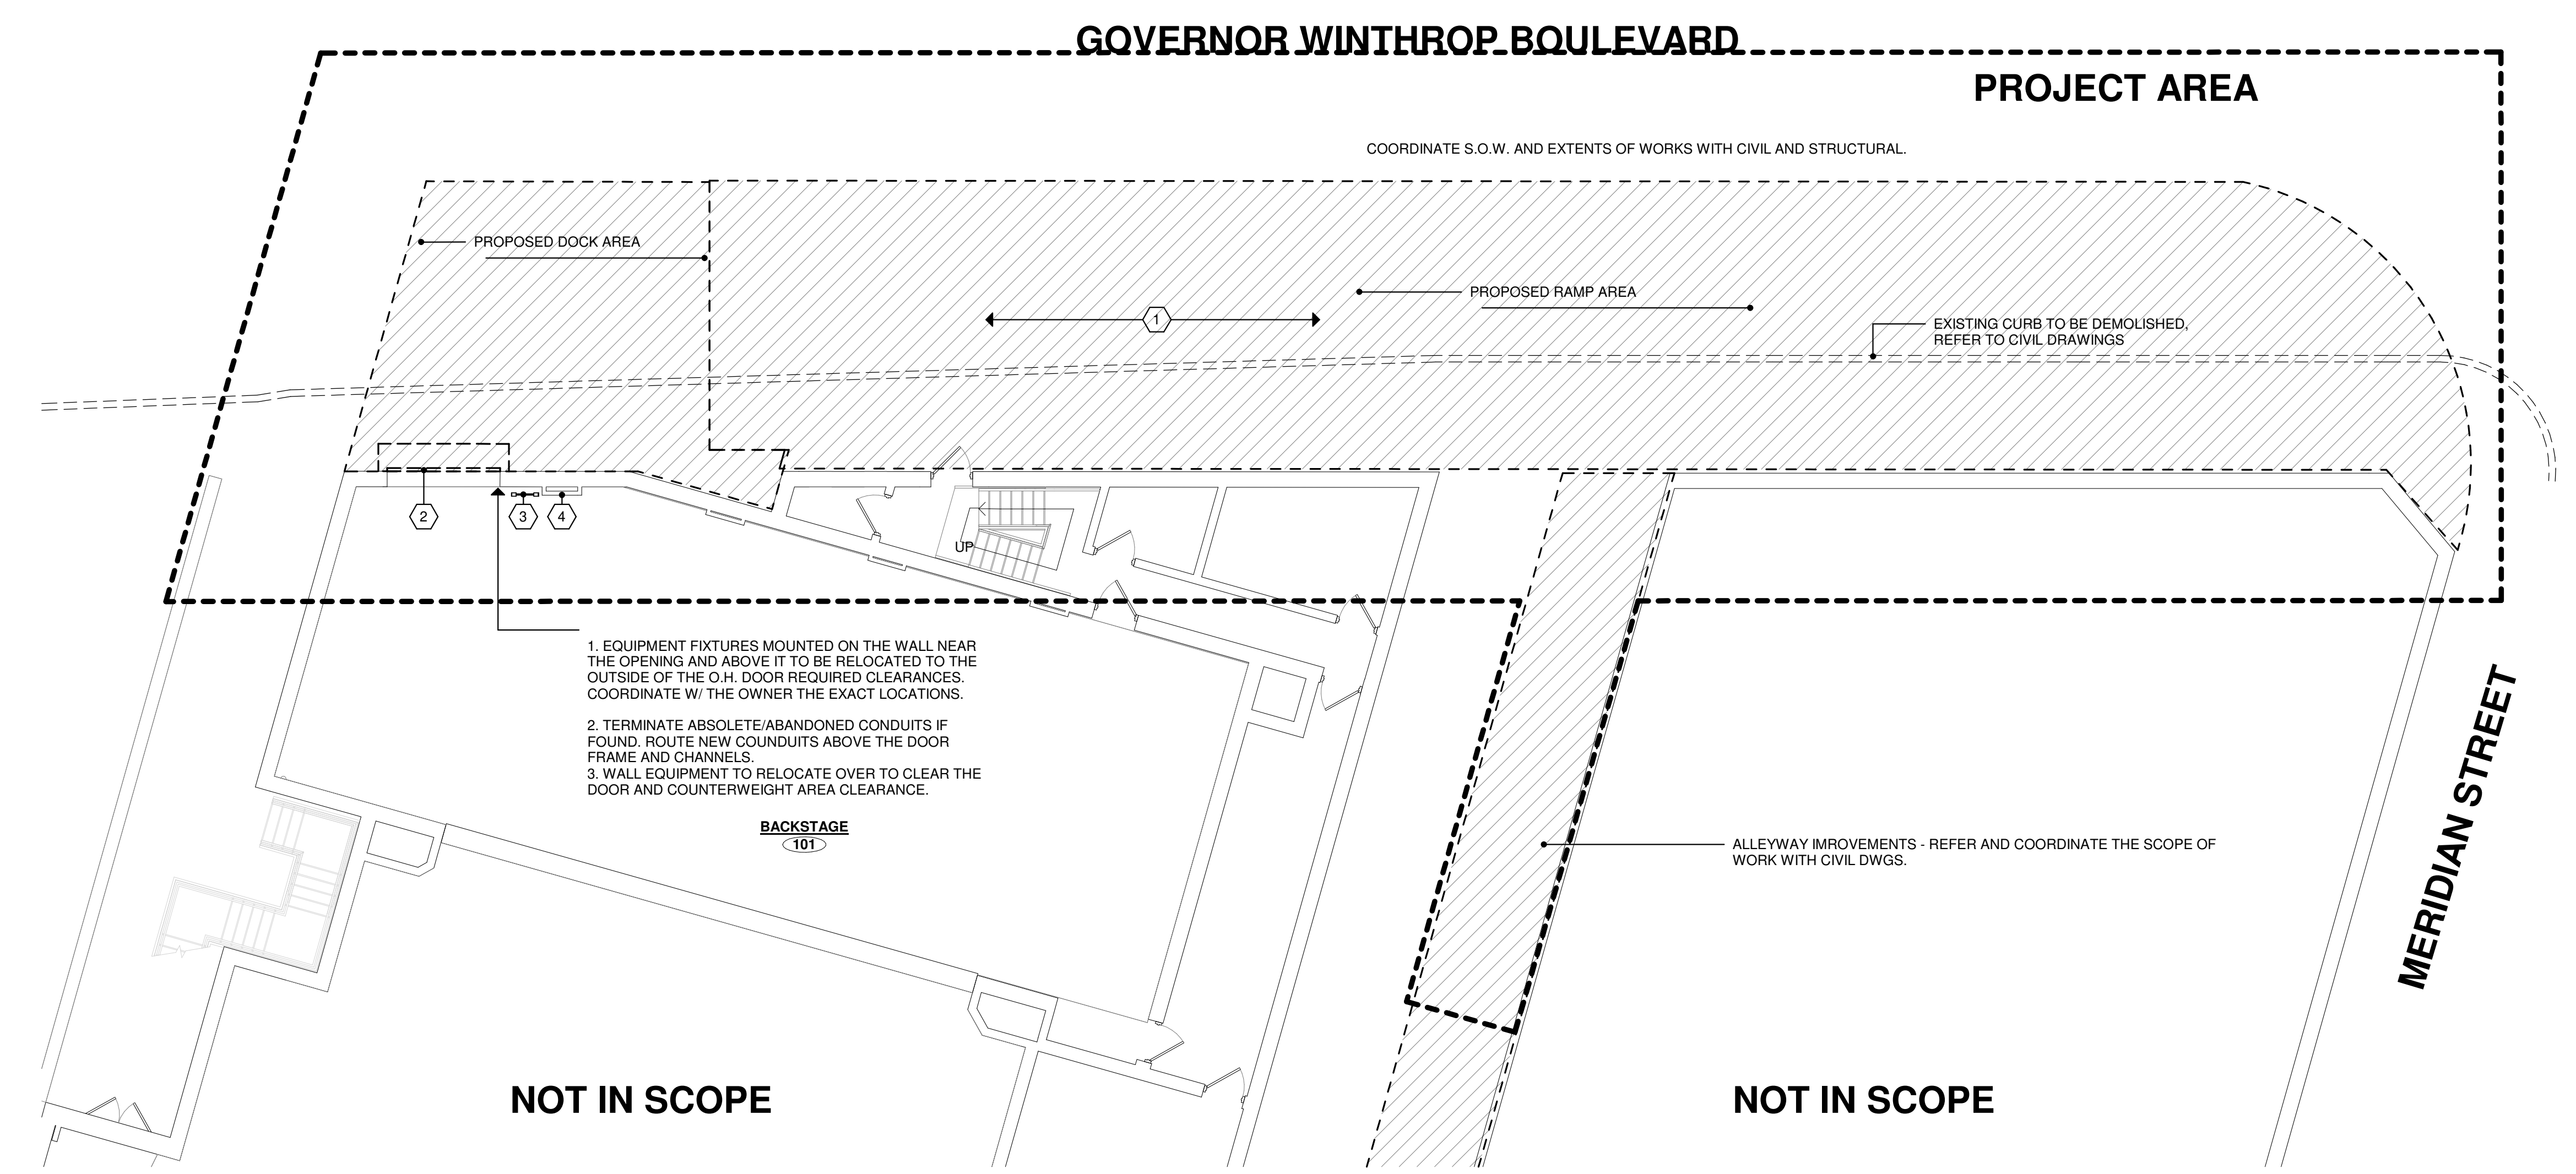 GOVERNOR WINTHROP BOULEVARD
PROJECT AREA
COORDINATE S.O.W. AND EXTENTS OF WORKS WITH CIVIL AND STRUCTURAL.
PROPOSED DOCK AREA
PROPOSED RAMP AREA
1
EXISTING CURB TO BE DEMOLISHED,
REFER TO CIVIL DRAWINGS
2
3
4
UP
1. EQUIPMENT FIXTURES MOUNTED ON THE WALL NEAR
THE OPENING AND ABOVE IT TO BE RELOCATED TO THE
OUTSIDE OF THE O.H. DOOR REQUIRED CLEARANCES.
COORDINATE W/ THE OWNER THE EXACT LOCATIONS.
2. TERMINATE ABSOLETE/ABANDONED CONDUITS IF
FOUND. ROUTE NEW COUNDUITS ABOVE THE DOOR
FRAME AND CHANNELS.
3. WALL EQUIPMENT TO RELOCATE OVER TO CLEAR THE
DOOR AND COUNTERWEIGHT AREA CLEARANCE.
BACKSTAGE
101
ALLEYWAY IMROVEMENTS - REFER AND COORDINATE THE SCOPE OF
WORK WITH CIVIL DWGS.
MERIDIAN STREET
NOT IN SCOPE
NOT IN SCOPE